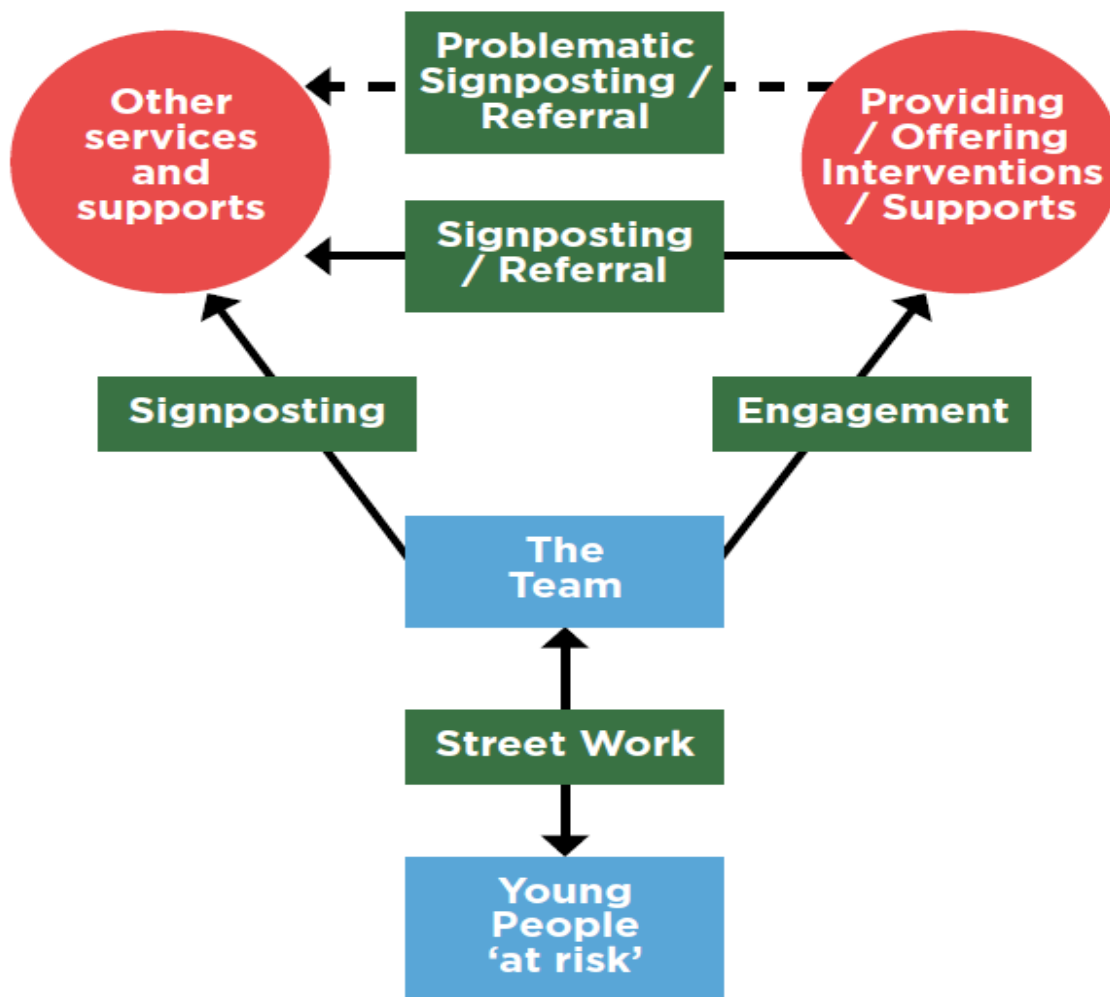 Problematic
Signposting /
Referral
Other
services
and
supports
Providing
/ Offering
Interventions
/ Supports
Signposting
/ Referral
Signposting
Engagement
The
Team
Street Work
Young
People
‘at risk’